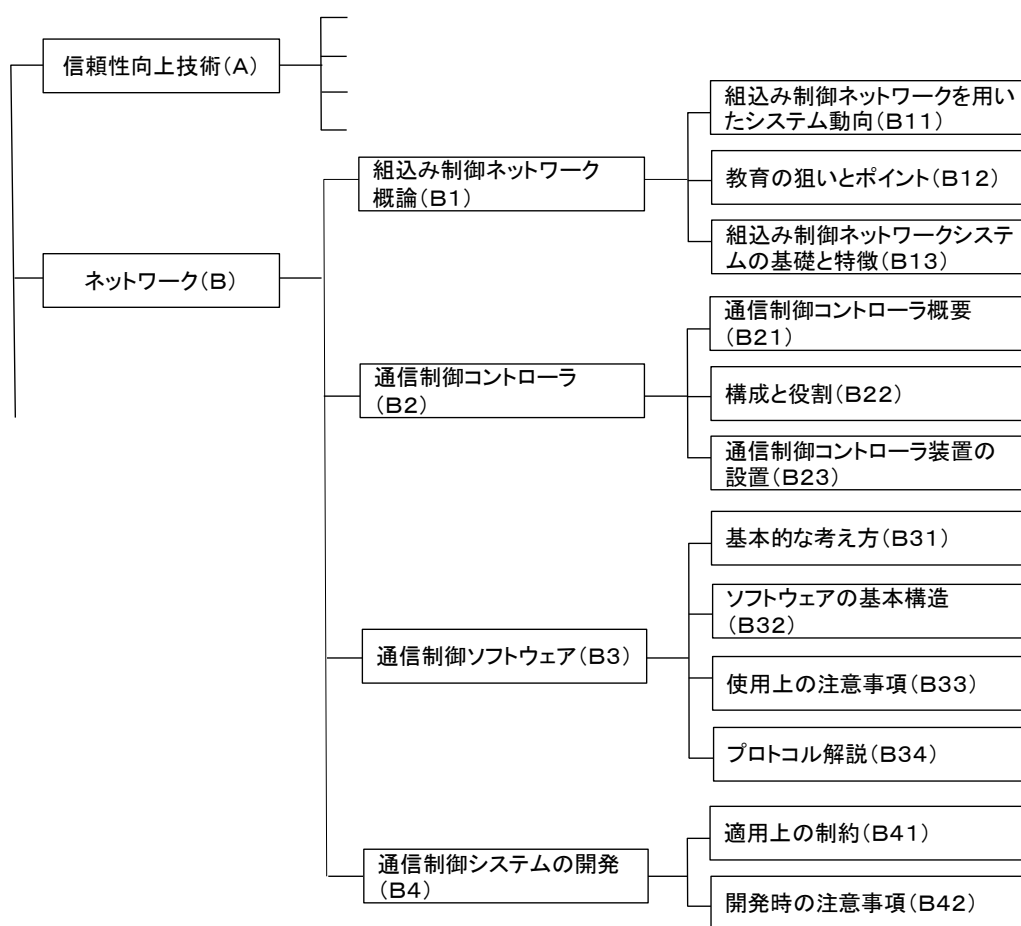 信頼性向上技術(A)
ネットワーク(B)
組込み制御ネットワーク
概論(B1)
組込み制御ネットワークを用い
たシステム動向(B11)
教育の狙いとポイント(B12)
組込み制御ネットワークシステ
ムの基礎と特徴(B13)
通信制御コントローラ
(B2)
通信制御コントローラ概要
(B21)
構成と役割(B22)
通信制御コントローラ装置の
設置(B23)
通信制御ソフトウェア(B3)
基本的な考え方(B31)
ソフトウェアの基本構造
(B32)
使用上の注意事項(B33)
プロトコル解説(B34)
通信制御システムの開発
(B4)
適用上の制約(B41)
開発時の注意事項(B42)